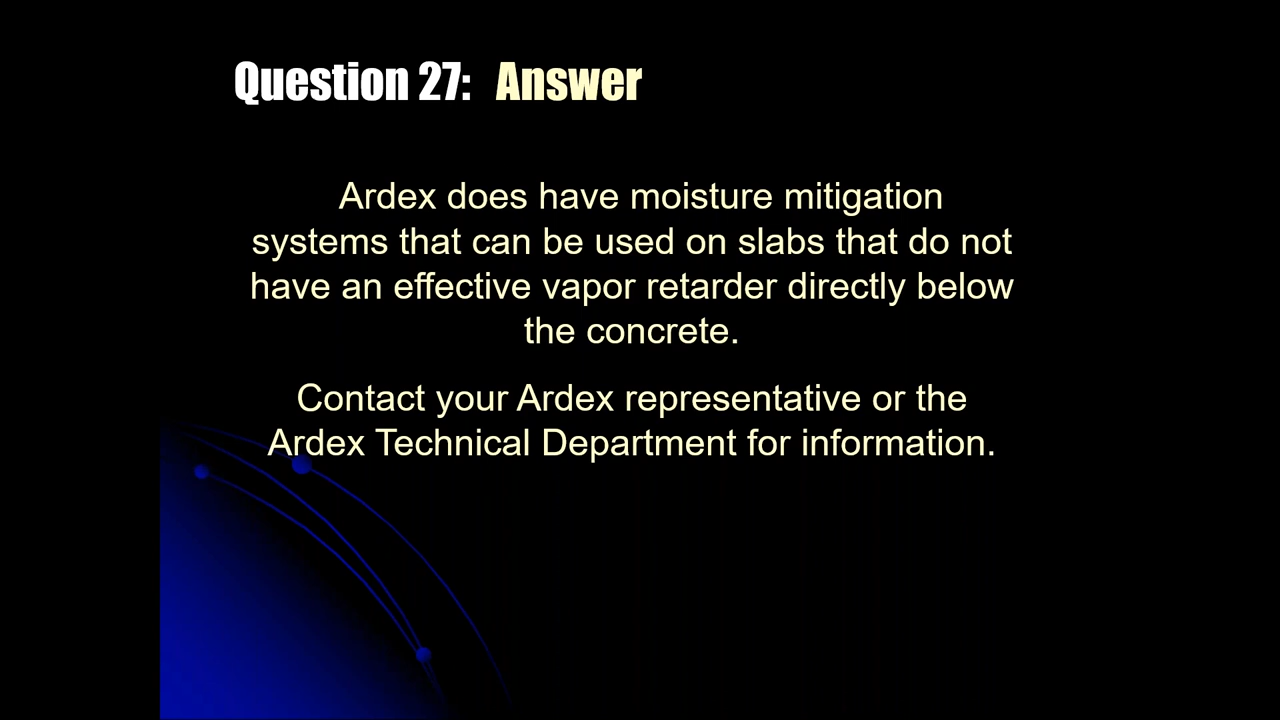 Question 27: Answer
Ardex does have moisture mitigation
systems that can be used on slabs that do not
have an effective vapor retarder directly below
the concrete.
Contact your Ardex representative or the
Ardex Technical Department for information.